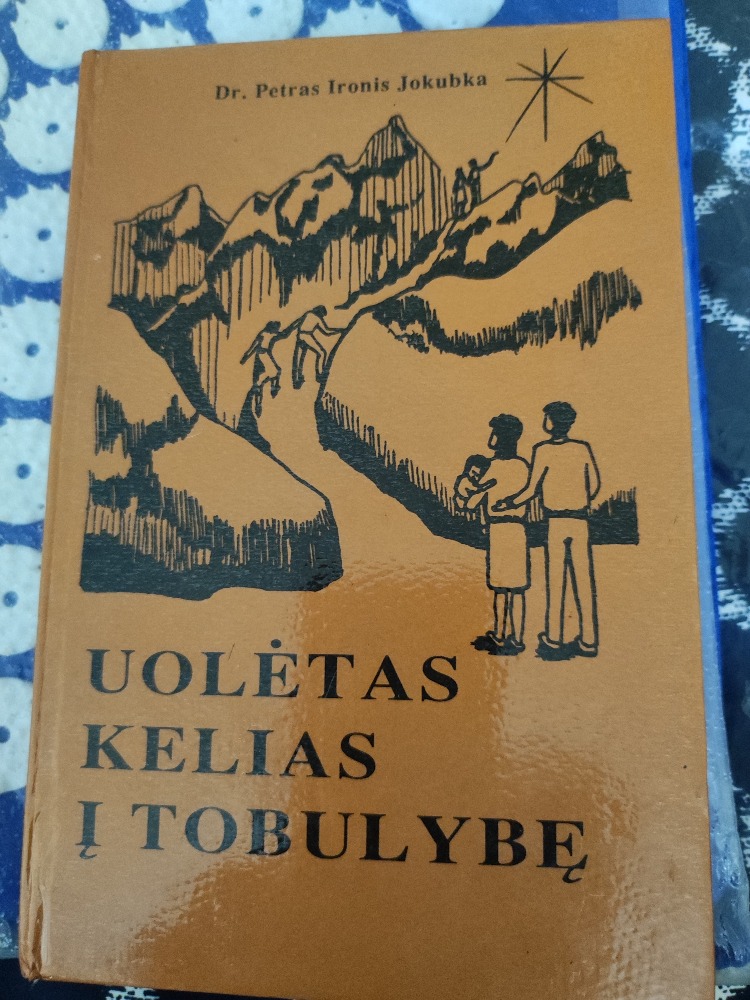 Dr. Petras Ironis Jokubka
UOLĖTAS
KELIAS
Į TOBULYBĘ